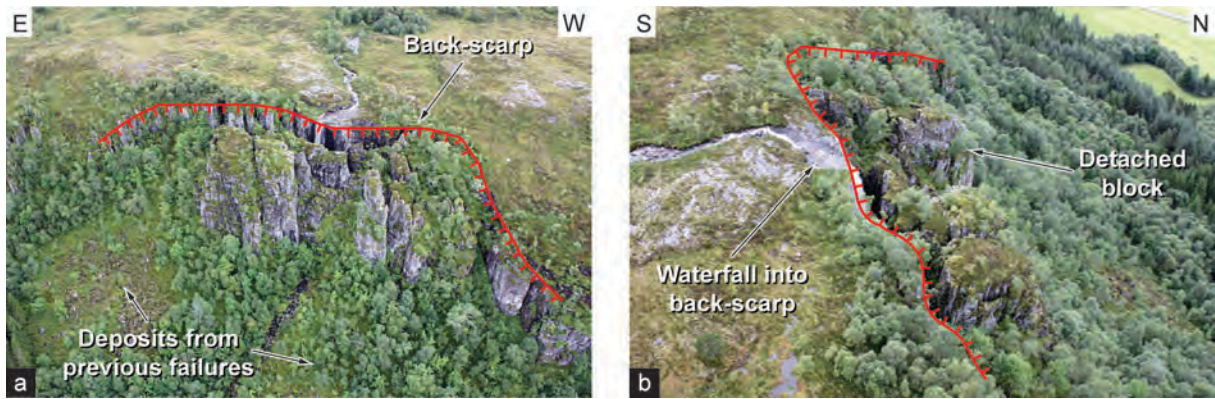 E
W
Back-scarp
Deposits from
previous failures
a
S
N
Detached
block
Waterfall into
back-scarp
b